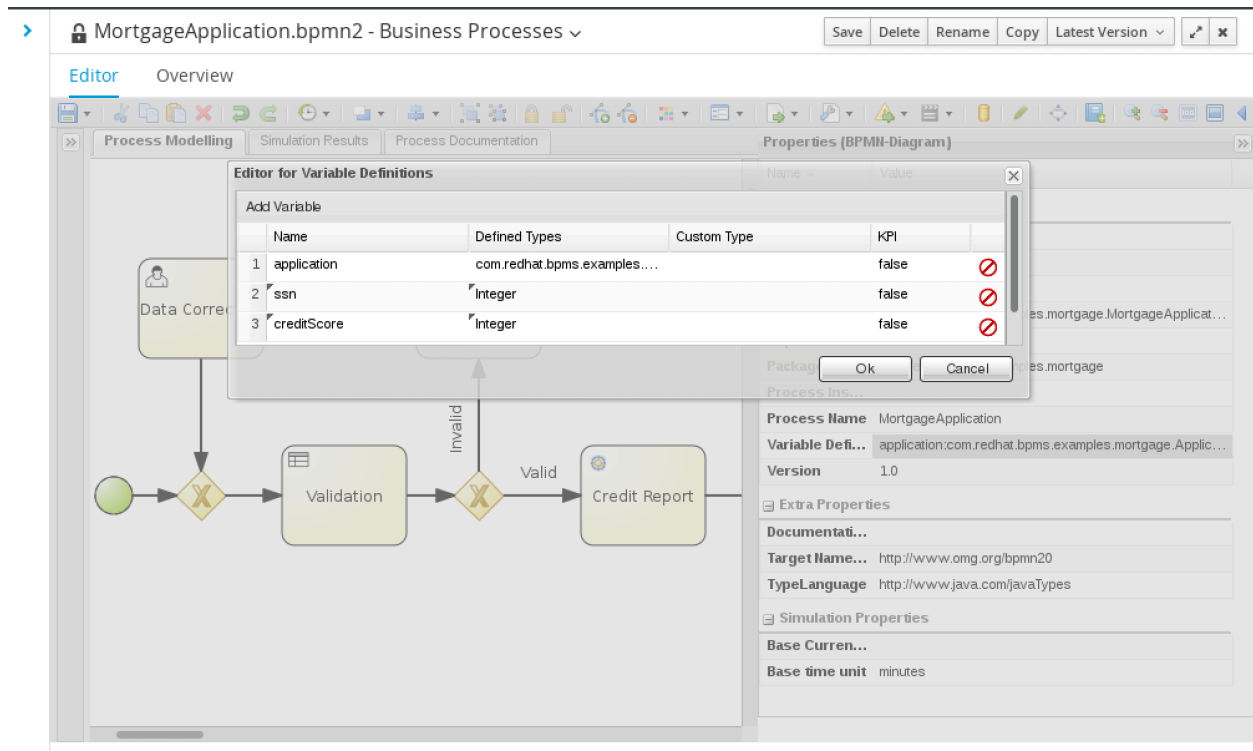 MortgageApplication.bpmn2 - Business Processes
Save Delete Rename Copy Latest Version
Editor Overview
Process Modelling Simulation Results Process Documentation
Properties (BPMN-Diagram)
Editor for Variable Definitions
Name Value
Add Variable
Name Defined Types Custom Type KPI
1 application com.redhat.bpms.examples.... false
2 ssn Integer false
3 creditScore Integer false
Data Correc
es.mortgage.MortgageApplicat...
Ok Cancel
Packag
es.mortgage
Process Ins...
Process Name MortgageApplication
Variable Defi... application:com.redhat.bpms.examples.mortgage.Applic...
Version 1.0
Invalid
Valid
Validation
Credit Report
Extra Properties
Documentati...
Target Name... http://www.omg.org/bpmn20
TypeLanguage http://www.java.com/javaTypes
Simulation Properties
Base Curren...
Base time unit minutes